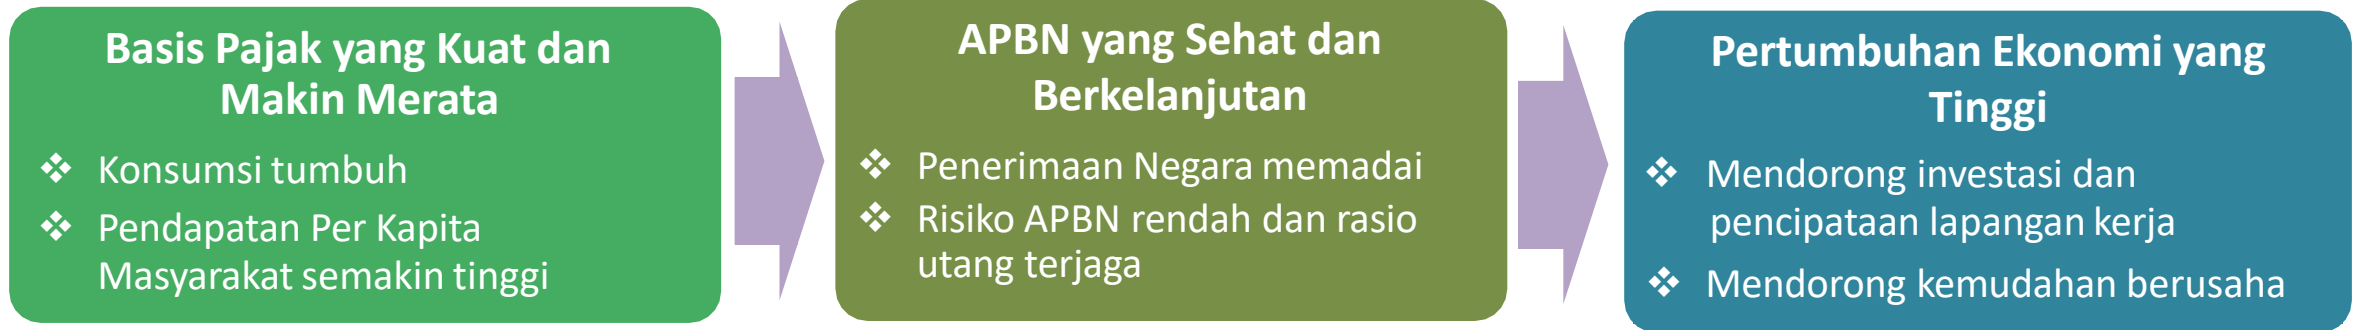 Basis Pajak yang Kuat dan
Makin Merata
❖ Konsumsi tumbuh
❖ Pendapatan Per Kapita
Masyarakat semakin tinggi
APBN yang Sehat dan
Berkelanjutan
❖ Penerimaan Negara memadai
❖ Risiko APBN rendah dan rasio
utang terjaga
Pertumbuhan Ekonomi yang
Tinggi
❖ Mendorong investasi dan
pencipataan lapangan kerja
❖ Mendorong kemudahan berusaha